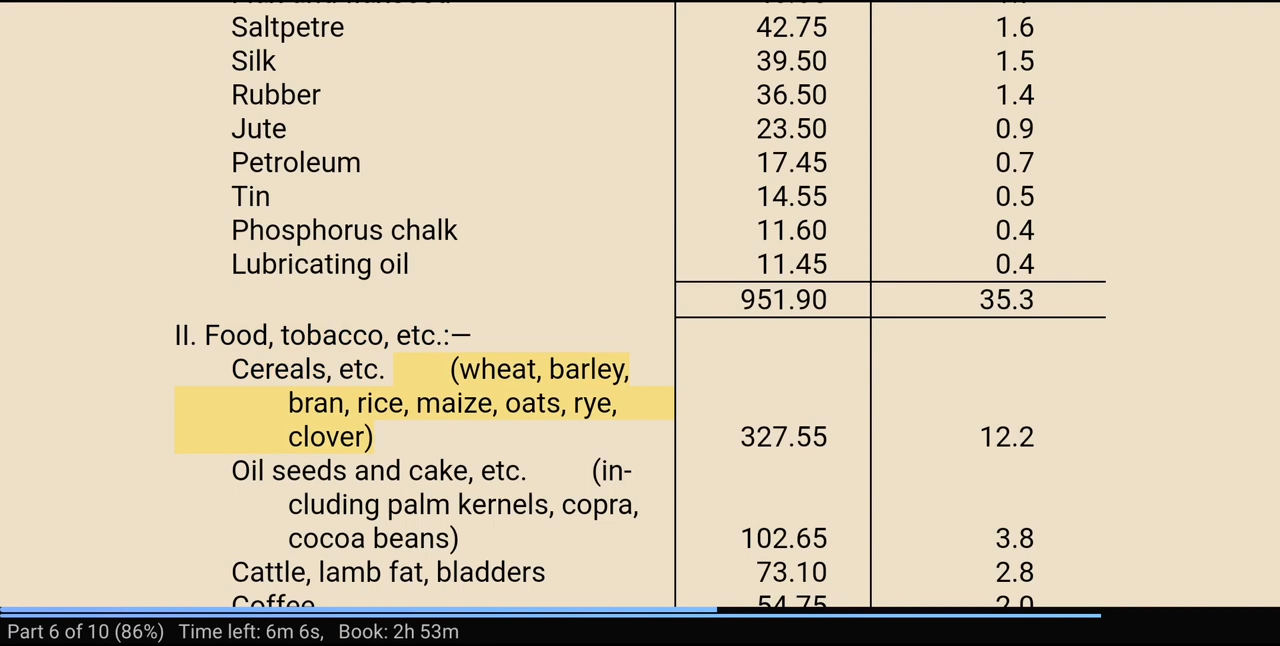 Saltpetre 42.75 1.6
Silk 39.50 1.5
Rubber 36.50 1.4
Jute 23.50 0.9
Petroleum 17.45 0.7
Tin 14.55 0.5
Phosphorus chalk 11.60 0.4
Lubricating oil 11.45 0.4
951.90 35.3
II. Food, tobacco, etc.:—
Cereals, etc. (wheat, barley,
bran, rice, maize, oats, rye,
clover) 327.55 12.2
Oil seeds and cake, etc. (in-
cluding palm kernels, copra,
cocoa beans) 102.65 3.8
Cattle, lamb fat, bladders 73.10 2.8
Coffee 54.75 2.0
Part 6 of 10 (86%) Time left: 6m 6s, Book: 2h 53m